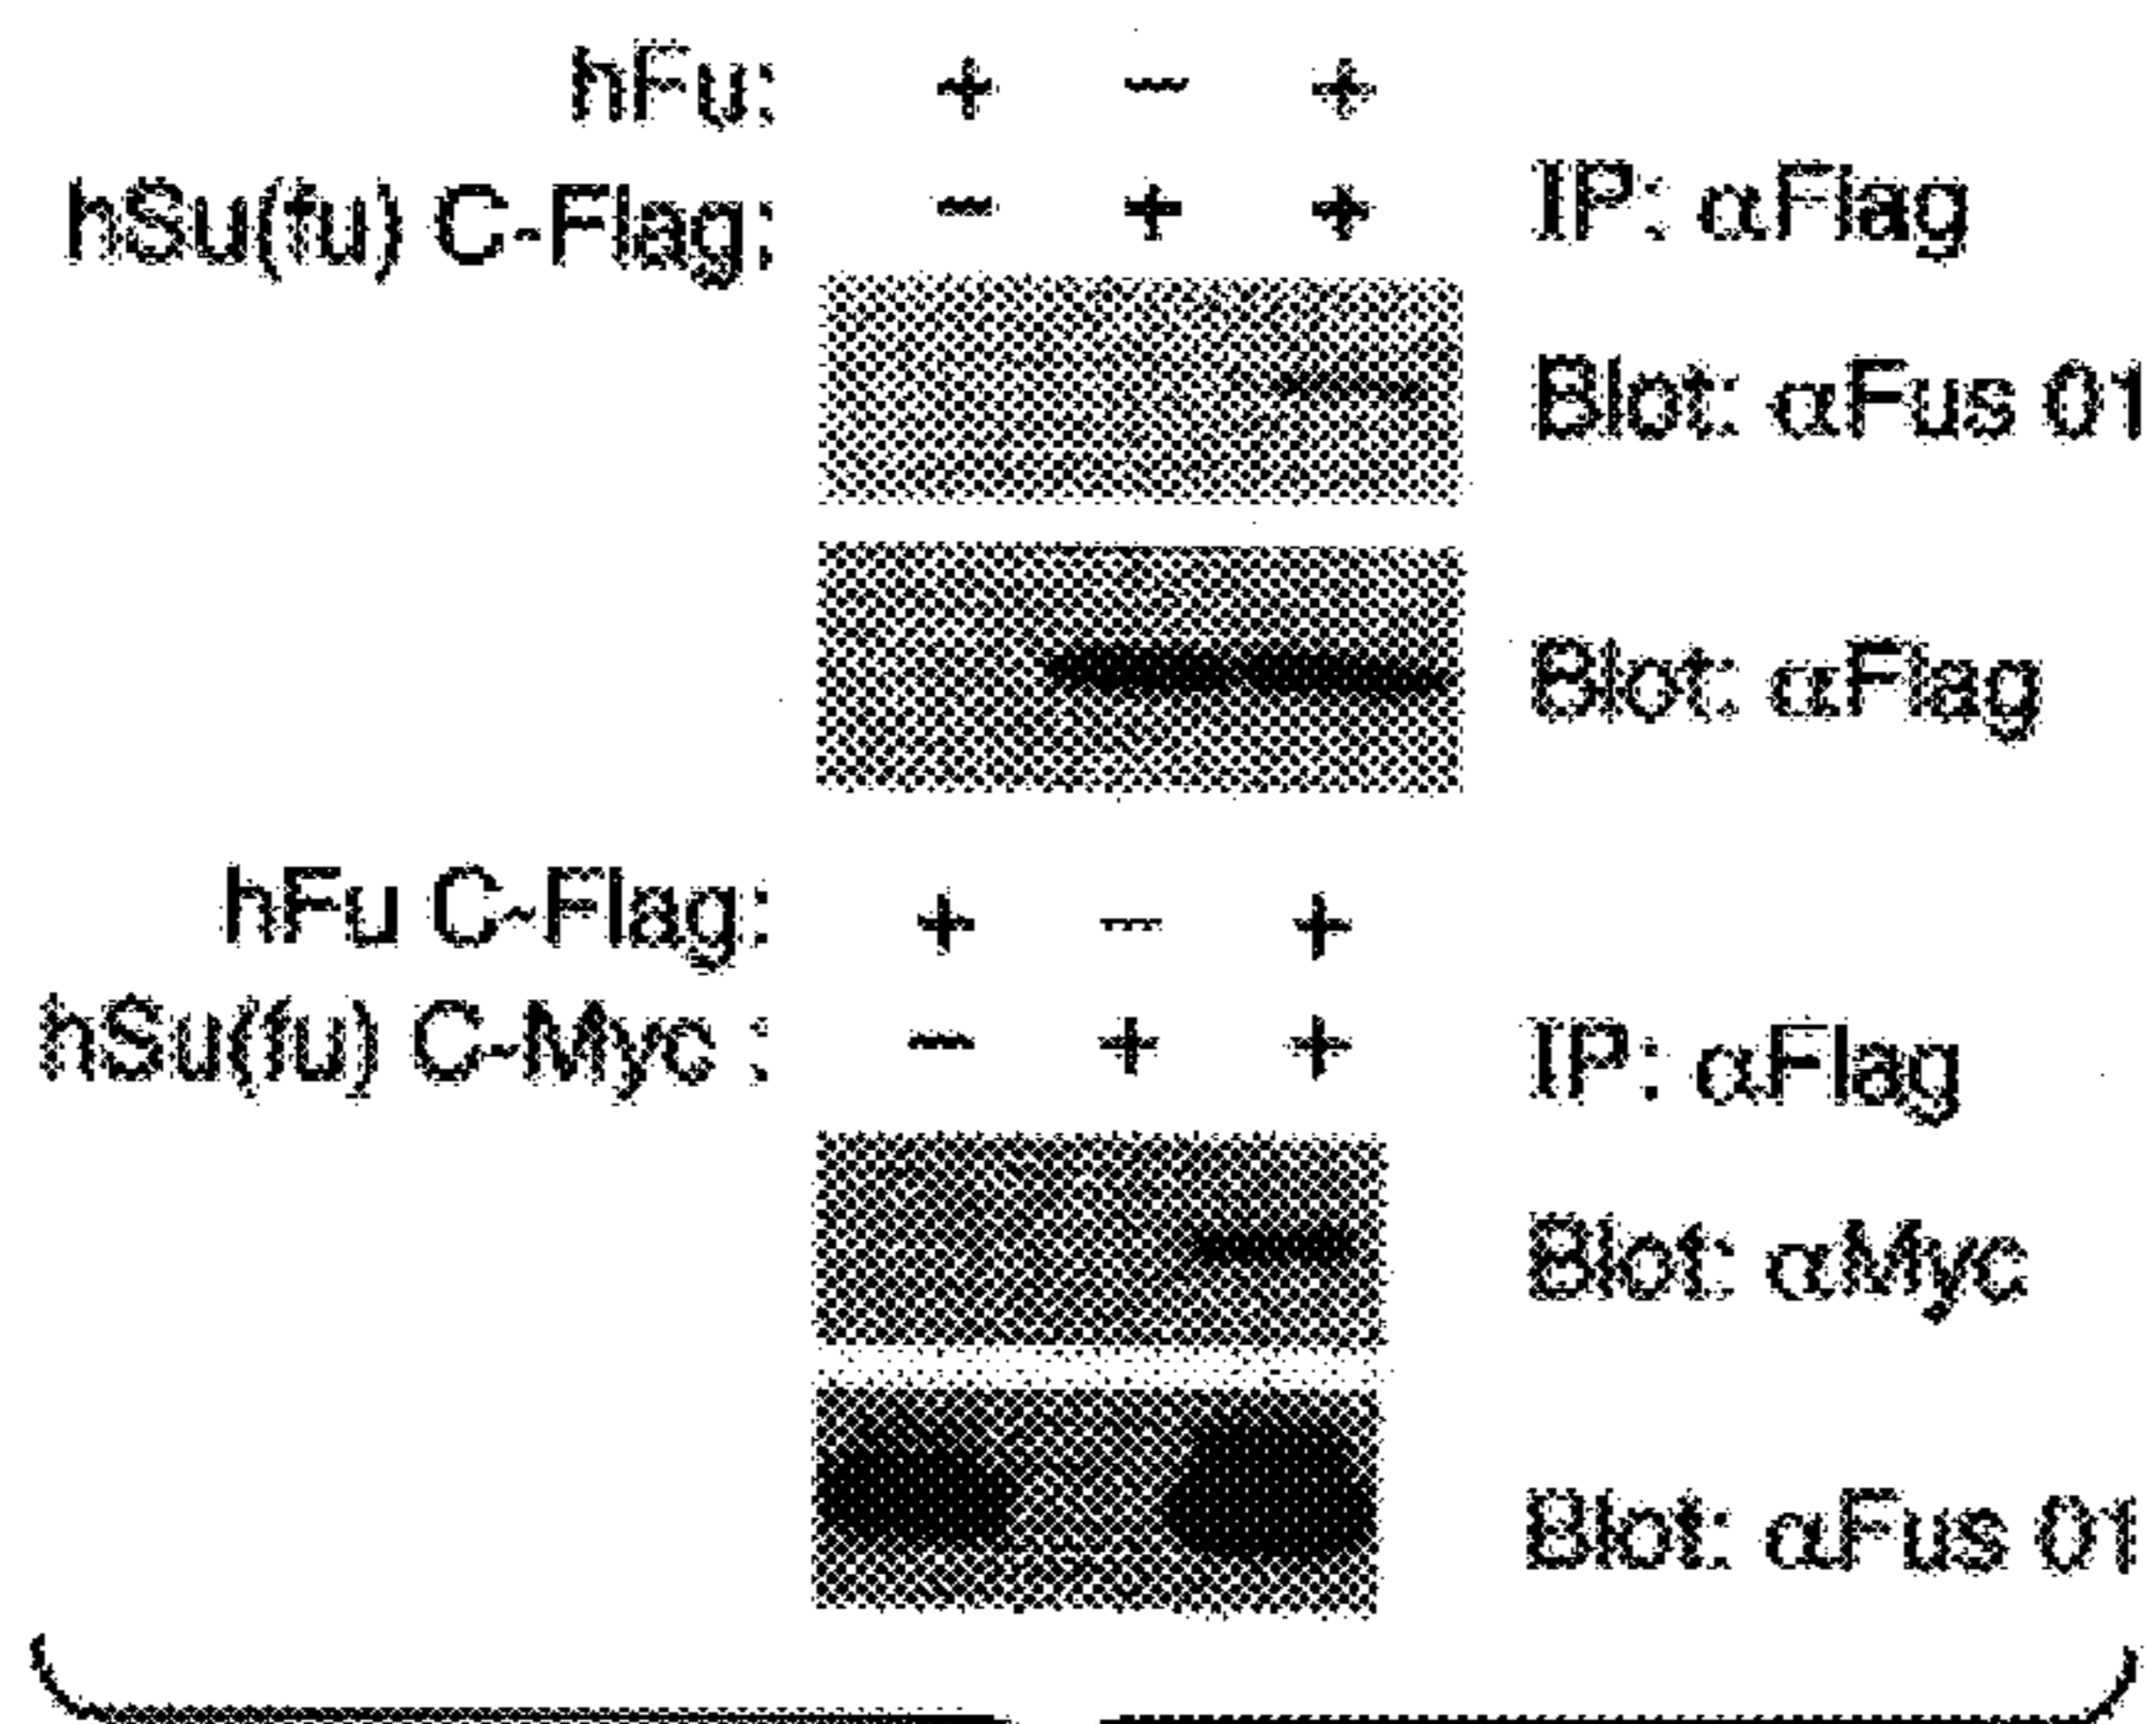 hFu: + − +
hSu(fu) C-Flag: − + + IP: αFlag
Blot: αFus 01
Blot: αFlag
hFu C-Flag: + − +
hSu(fu) C-Myc : − + + IP: αFlag
Blot: αMyc
Blot: αFus 01